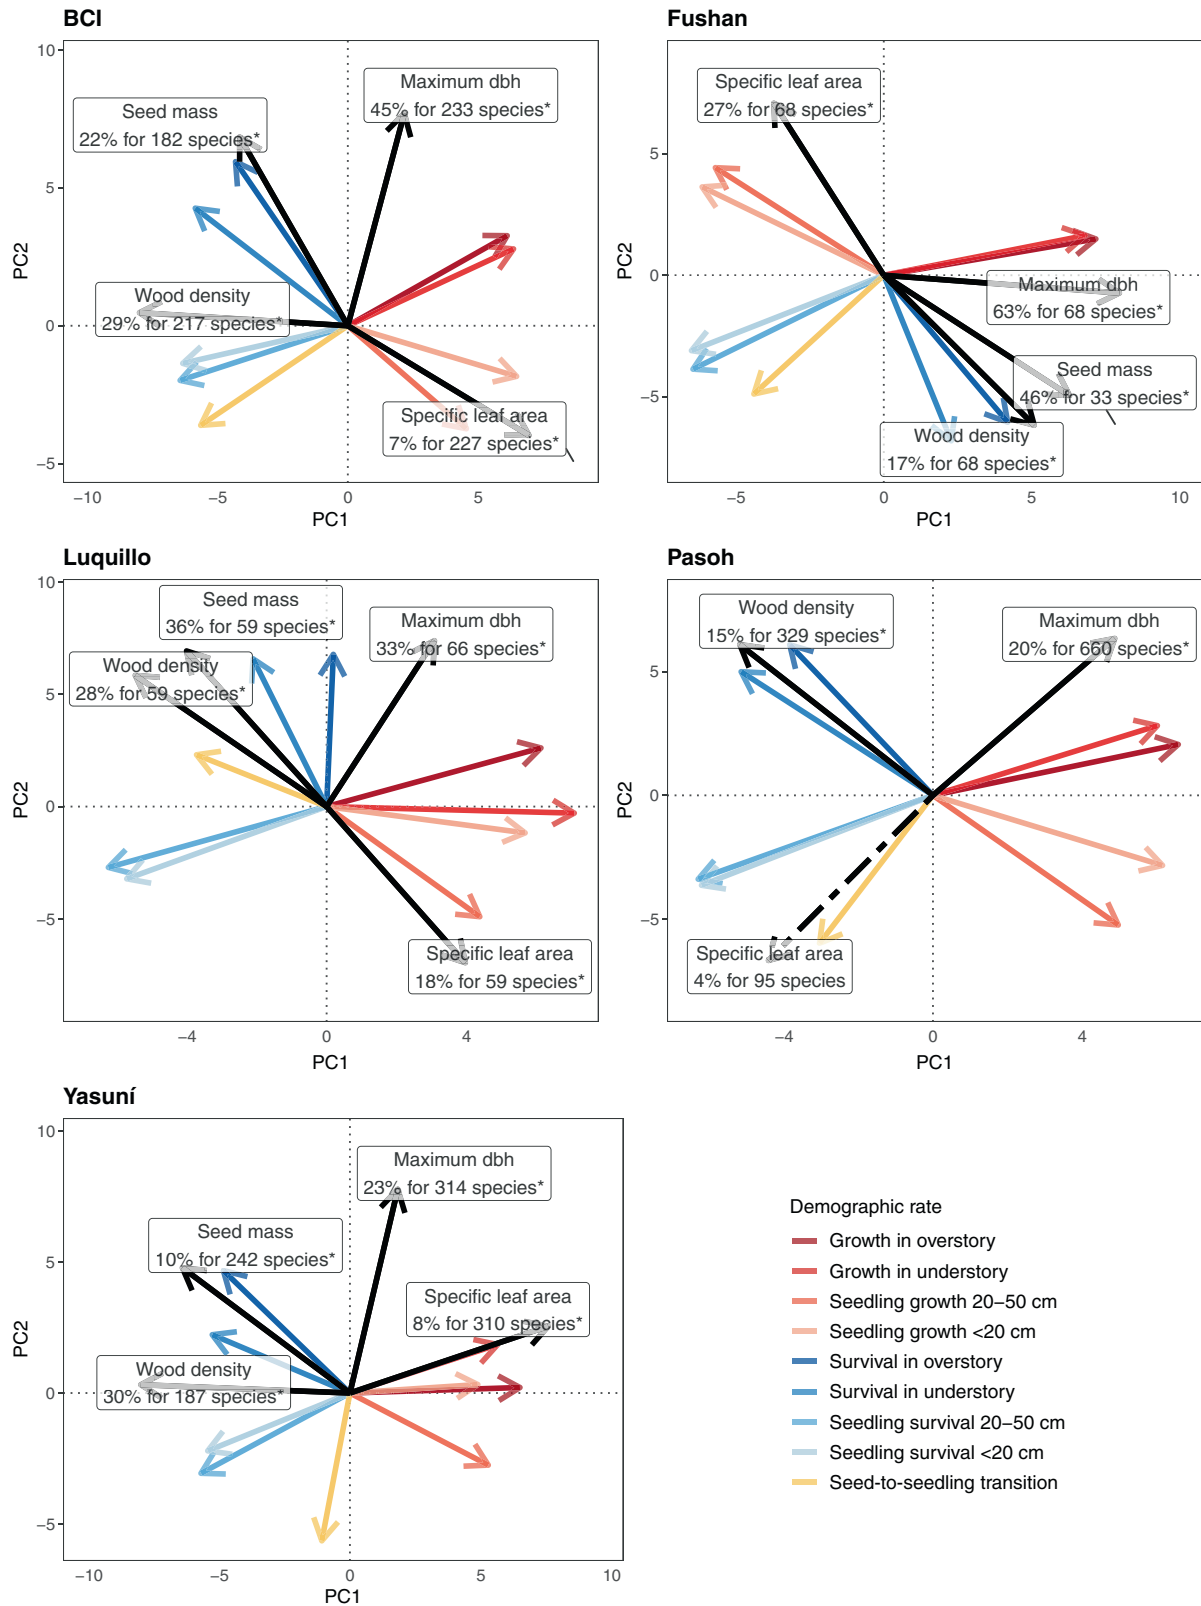 BCI
10
5
0
−5
−10
−5
0
5
PC2
PC1
Seed mass
22% for 182 species*
Maximum dbh
45% for 233 species*
Wood density
29% for 217 species*
Specific leaf area
7% for 227 species*
Fushan
5
0
−5
−5
0
5
10
PC2
PC1
Specific leaf area
27% for 68 species*
Maximum dbh
63% for 68 species*
Seed mass
46% for 33 species*
Wood density
17% for 68 species*
Luquillo
10
5
0
−5
−4
0
4
PC2
PC1
Seed mass
36% for 59 species*
Maximum dbh
33% for 66 species*
Wood density
28% for 59 species*
Specific leaf area
18% for 59 species*
Pasoh
5
0
−5
−4
0
4
PC2
PC1
Wood density
15% for 329 species*
Maximum dbh
20% for 660 species*
Specific leaf area
4% for 95 species
Yasuní
10
5
0
−5
−10
−5
0
5
10
PC2
PC1
Maximum dbh
23% for 314 species*
Seed mass
10% for 242 species*
Specific leaf area
8% for 310 species*
Wood density
30% for 187 species*
Demographic rate
Growth in overstory
Growth in understory
Seedling growth 20−50 cm
Seedling growth <20 cm
Survival in overstory
Survival in understory
Seedling survival 20−50 cm
Seedling survival <20 cm
Seed-to-seedling transition